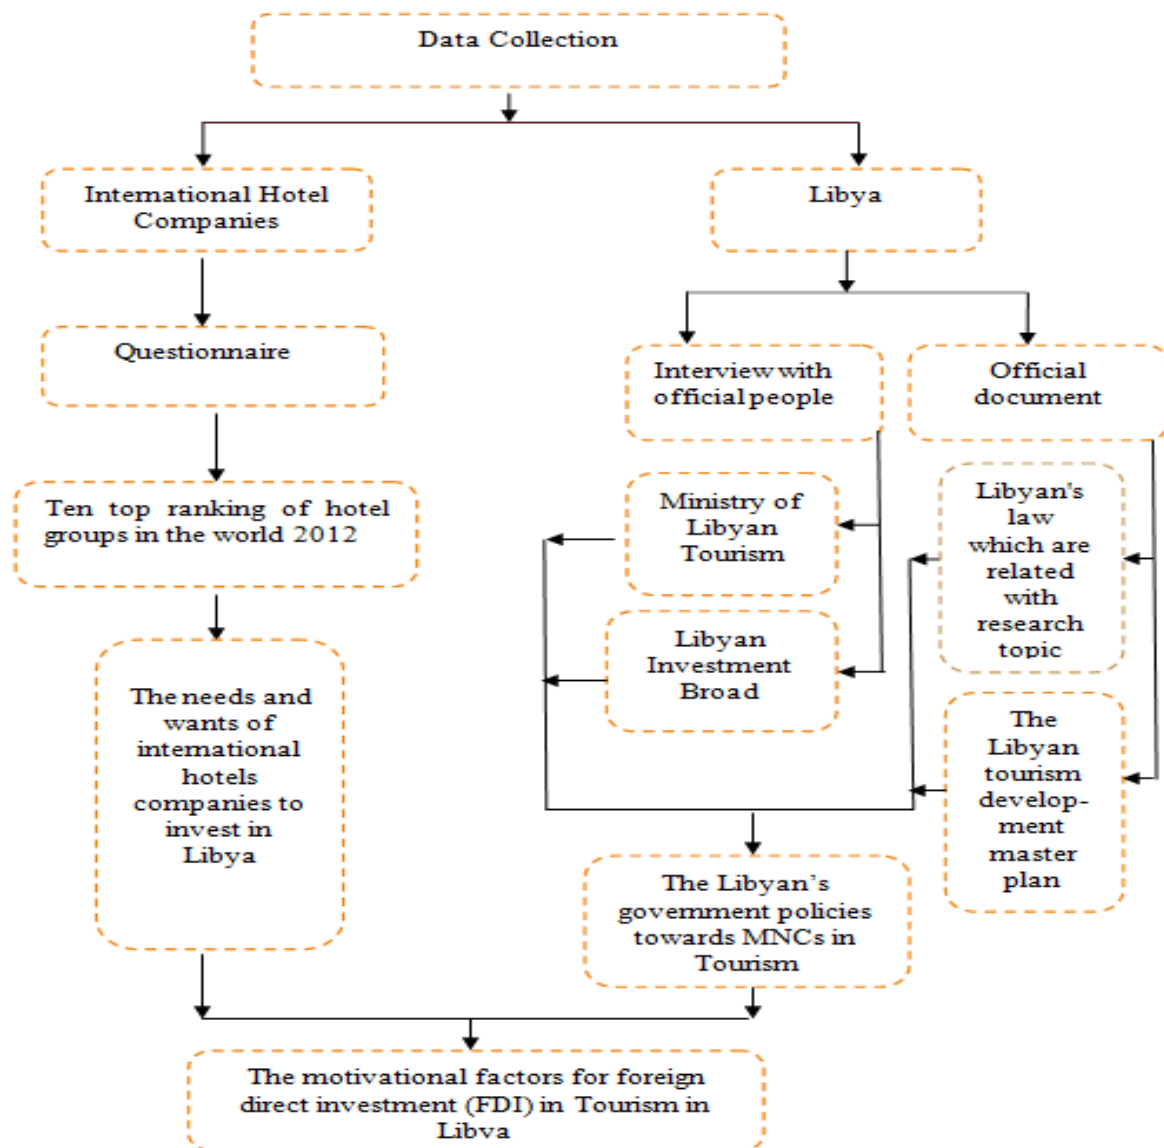 Data Collection
International Hotel
Companies
Libya
Questionnaire
Interview with
official people
Official
document
Ten top ranking of hotel
groups in the world 2012
Ministry of
Libyan
Tourism
Libyan's
law
which are
related
with
research
topic
Libyan
Investment
Broad
The needs and
wants of
international
hotels
companies to
invest in
Libya
The
Libyan
tourism
develop-
ment
master
plan
The Libyan’s
government policies
towards MNCs in
Tourism
The motivational factors for foreign
direct investment (FDI) in Tourism in
Libya